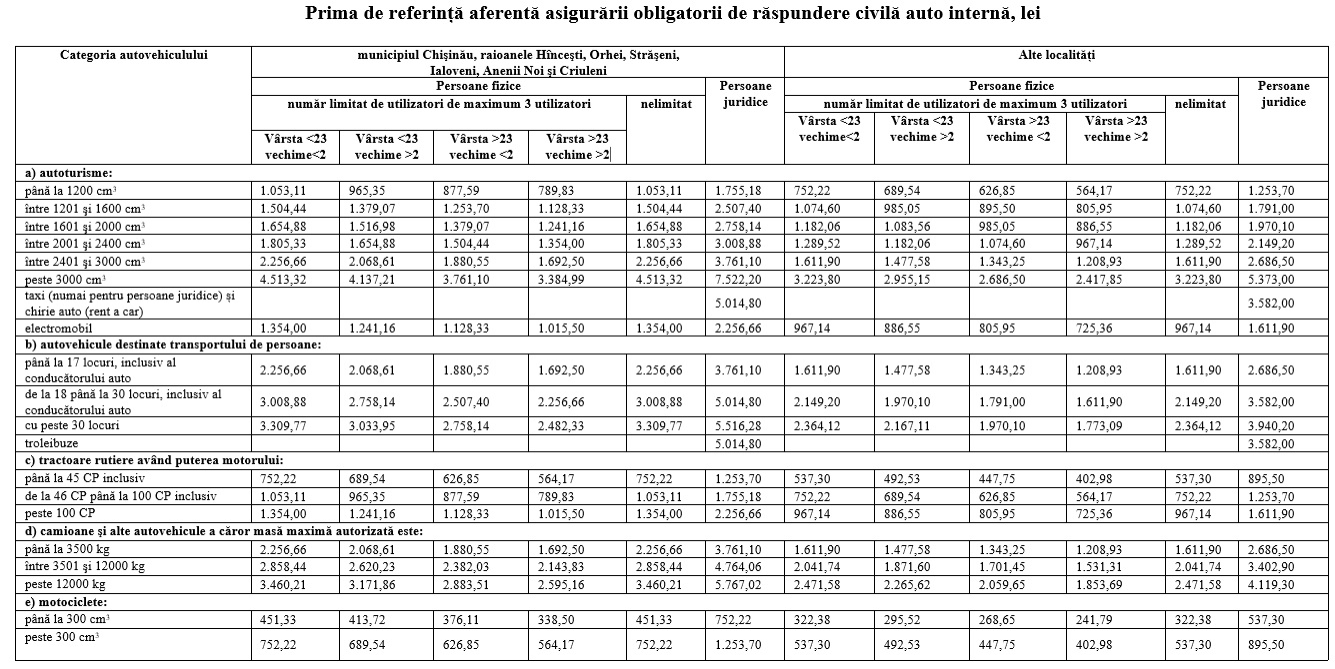 Prima de referință aferentă asigurării obligatorii de răspundere civilă auto internă, lei
Categoria autovehiculului municipiul Chișinău, raioanele Hîncești, Orhei, Strășeni, Alte localități
Ialoveni, Anenii Noi și Criuleni
Persoane fizice Persoane juridice Persoane fizice Persoane juridice
număr limitat de utilizatori de maximum 3 utilizatori nelimitat număr limitat de utilizatori de maximum 3 utilizatori nelimitat
Vârsta <23 Vârsta <23 Vârsta >23 Vârsta >23 Vârsta <23 Vârsta <23 Vârsta >23 Vârsta >23
vechime<2 vechime >2 vechime <2 vechime >2 vechime<2 vechime >2 vechime <2 vechime >2
a) autoturisme:
până la 1200 cm³ 1.053,11 965,35 877,59 789,83 1.053,11 1.755,18 752,22 689,54 626,85 564,17 752,22 1.253,70
între 1201 și 1600 cm³ 1.504,44 1.379,07 1.253,70 1.128,33 1.504,44 2.507,40 1.074,60 985,05 895,50 805,95 1.074,60 1.791,00
între 1601 și 2000 cm³ 1.654,88 1.516,98 1.379,07 1.241,16 1.654,88 2.758,14 1.182,06 1.083,56 985,05 886,55 1.182,06 1.970,10
între 2001 și 2400 cm³ 1.805,33 1.654,88 1.504,44 1.354,00 1.805,33 3.008,88 1.289,52 1.182,06 1.074,60 967,14 1.289,52 2.149,20
între 2401 și 3000 cm³ 2.256,66 2.068,61 1.880,55 1.692,50 2.256,66 3.761,10 1.611,90 1.477,58 1.343,25 1.208,93 1.611,90 2.686,50
peste 3000 cm³ 4.513,32 4.137,21 3.761,10 3.384,99 4.513,32 7.522,20 3.223,80 2.955,15 2.686,50 2.417,85 3.223,80 5.373,00
taxi (numai pentru persoane juridice) și
chirie auto (rent a car) 5.014,80 3.582,00
electromobil 1.354,00 1.241,16 1.128,33 1.015,50 1.354,00 2.256,66 967,14 886,55 805,95 725,36 967,14 1.611,90
b) autovehicule destinate transportului de persoane:
până la 17 locuri, inclusiv al
conducătorului auto 2.256,66 2.068,61 1.880,55 1.692,50 2.256,66 3.761,10 1.611,90 1.477,58 1.343,25 1.208,93 1.611,90 2.686,50
de la 18 până la 30 locuri, inclusiv al
conducătorului auto 3.008,88 2.758,14 2.507,40 2.256,66 3.008,88 5.014,80 2.149,20 1.970,10 1.791,00 1.611,90 2.149,20 3.582,00
cu peste 30 locuri 3.309,77 3.033,95 2.758,14 2.482,33 3.309,77 5.516,28 2.364,12 2.167,11 1.970,10 1.773,09 2.364,12 3.940,20
troleibuze 5.014,80 3.582,00
c) tractoare rutiere având puterea motorului:
până la 45 CP inclusiv 752,22 689,54 626,85 564,17 752,22 1.253,70 537,30 492,53 447,75 402,98 537,30 895,50
de la 46 CP până la 100 CP inclusiv 1.053,11 965,35 877,59 789,83 1.053,11 1.755,18 752,22 689,54 626,85 564,17 752,22 1.253,70
peste 100 CP 1.354,00 1.241,16 1.128,33 1.015,50 1.354,00 2.256,66 967,14 886,55 805,95 725,36 967,14 1.611,90
d) camioane și alte autovehicule a căror masă maximă autorizată este:
până la 3500 kg 2.256,66 2.068,61 1.880,55 1.692,50 2.256,66 3.761,10 1.611,90 1.477,58 1.343,25 1.208,93 1.611,90 2.686,50
între 3501 și 12000 kg 2.858,44 2.620,23 2.382,03 2.143,83 2.858,44 4.764,06 2.041,74 1.871,60 1.701,45 1.531,31 2.041,74 3.402,90
peste 12000 kg 3.460,21 3.171,86 2.883,51 2.595,16 3.460,21 5.767,02 2.471,58 2.265,62 2.059,65 1.853,69 2.471,58 4.119,30
e) motociclete:
până la 300 cm³ 451,33 413,72 376,11 338,50 451,33 752,22 322,38 295,52 268,65 241,79 322,38 537,30
peste 300 cm³ 752,22 689,54 626,85 564,17 752,22 1.253,70 537,30 492,53 447,75 402,98 537,30 895,50